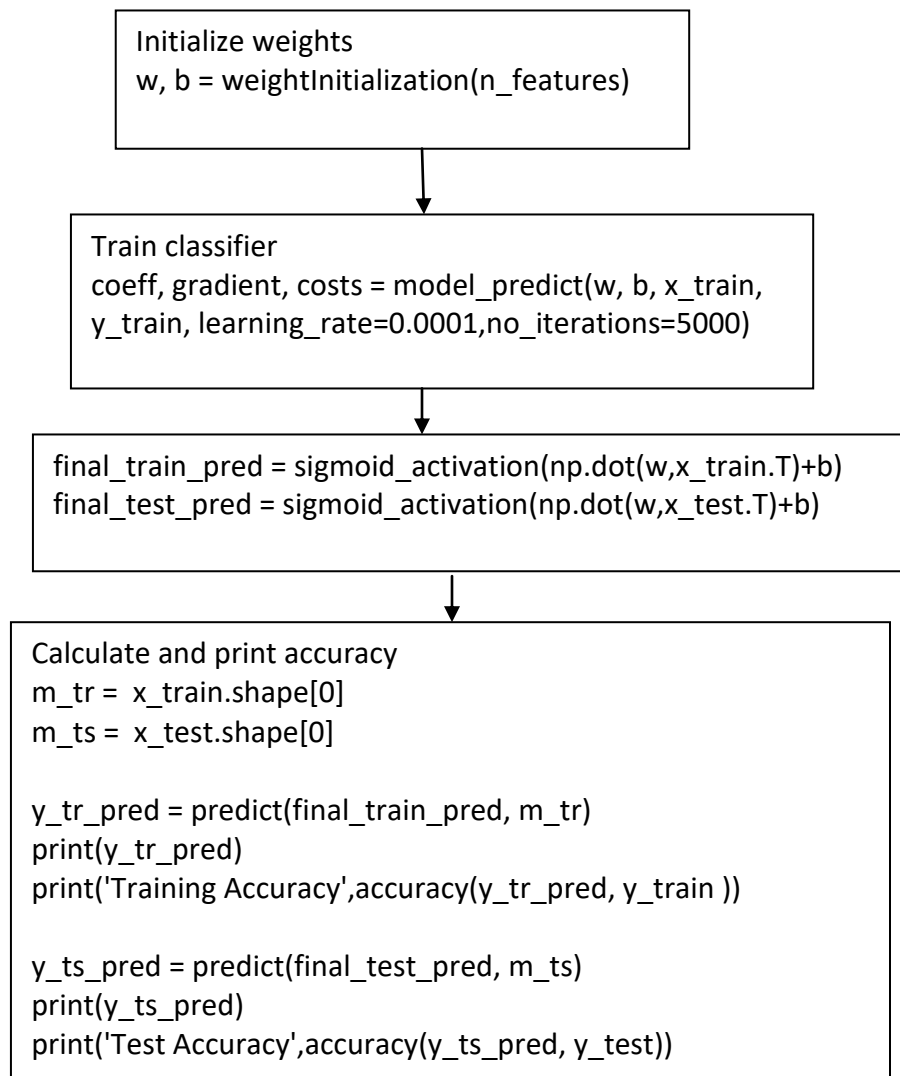 Initialize weights
w, b = weightInitialization(n_features)
Train classifier
coeff, gradient, costs = model_predict(w, b, x_train,
y_train, learning_rate=0.0001,no_iterations=5000)
final_train_pred = sigmoid_activation(np.dot(w,x_train.T)+b)
final_test_pred = sigmoid_activation(np.dot(w,x_test.T)+b)
Calculate and print accuracy
m_tr =  x_train.shape[0]
m_ts =  x_test.shape[0]
y_tr_pred = predict(final_train_pred, m_tr)
print(y_tr_pred)
print('Training Accuracy',accuracy(y_tr_pred, y_train ))
y_ts_pred = predict(final_test_pred, m_ts)
print(y_ts_pred)
print('Test Accuracy',accuracy(y_ts_pred, y_test))